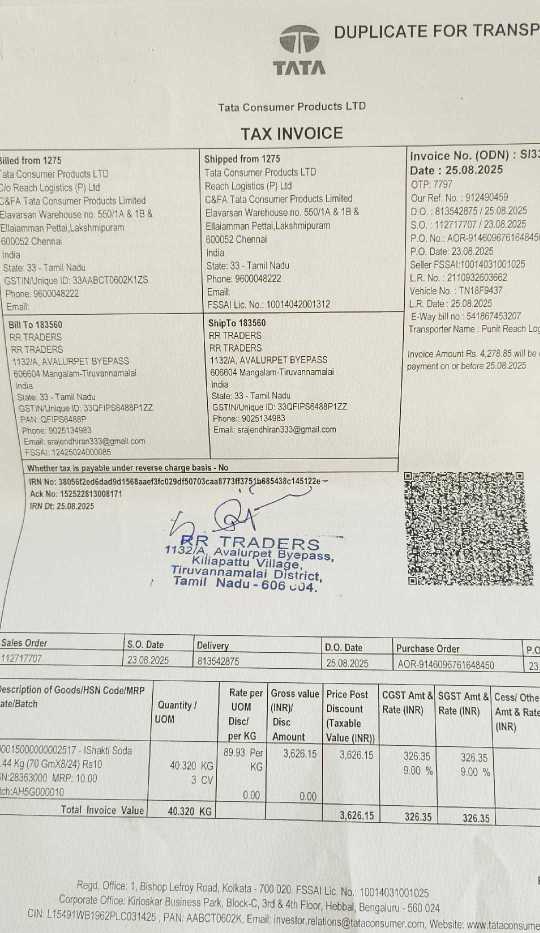 DUPLICATE FOR TRANSP
TATA
Tata Consumer Products LTD
TAX INVOICE
Billed from 1275
Tata Consumer Products LTD
C/o Reach Logistics (P) Ltd
C&FA Tata Consumer Products Limited
Elavarsan Warehouse no. 550/1A & 1B &
Ellaiamman Pettai,Lakshmipuram
600052 Chennai
India
State: 33 - Tamil Nadu
GSTIN/Unique ID: 33AABCT0602K1ZS
Phone: 9600048222
Email:
Shipped from 1275
Tata Consumer Products LTD
Reach Logistics (P) Ltd
C&FA Tata Consumer Products Limited
Elavarsan Warehouse no. 550/1A & 1B &
Ellaiamman Pettai,Lakshmipuram
600052 Chennai
India
State: 33 - Tamil Nadu
Phone: 9600048222
Email:
FSSAI Lic. No.: 10014042001312
Invoice No. (ODN) : SI33
Date : 25.08.2025
OTP: 7797
Our Ref. No. : 912490459
D.O. : 813542875 / 25.08.2025
S.O. : 112717707 / 23.08.2025
P.O. No.: AOR-9146096761648450
P.O. Date: 23.08.2025
Seller FSSAI:10014031001025
L.R. No. : 2110932603662
Vehicle No. : TN18F9437
L.R. Date : 25.08.2025
E-Way bill no : 541867453207
Transporter Name : Punit Reach Log
Invoice Amount Rs. 4,278.85 will be
payment on or before 25.08.2025
Bill To 183560
RR TRADERS
RR TRADERS
1132/A, AVALURPET BYEPASS
606604 Mangalam-Tiruvannamalai
India
State: 33 - Tamil Nadu
GSTIN/Unique ID: 33QFIPS6488P1ZZ
PAN: QFIPS6488P
Phone: 9025134983
Email: srajendhiran333@gmail.com
FSSAI: 12425024000085
ShipTo 183560
RR TRADERS
RR TRADERS
1132/A, AVALURPET BYEPASS
606604 Mangalam-Tiruvannamalai
India
State: 33 - Tamil Nadu
GSTIN/Unique ID: 33QFIPS6488P1ZZ
Phone:: 9025134983
Email: srajendhiran333@gmail.com
Whether tax is payable under reverse charge basis - No
IRN No: 38056f2ed6dad9d1568aaef3fc029df50703caa8773ff3751b685438c145122e
Ack No: 152522813008171
IRN Dt: 25.08.2025
RR TRADERS
1132/A, Avalurpet Byepass,
Kiliapattu Village,
Tiruvannamalai District,
Tamil Nadu - 606 604.
Sales Order S.O. Date Delivery D.O. Date Purchase Order P.O
112717707 23.08.2025 813542875 25.08.2025 AOR-9146096761648450 23
Description of Goods/HSN Code/MRP
Rate/Batch
Quantity /
UOM
Rate per
UOM
Disc/
per KG
Gross value
(INR)/
Disc
Amount
Price Post
Discount
(Taxable
Value (INR))
CGST Amt &
Rate (INR)
SGST Amt &
Rate (INR)
Cess/ Othe
Amt & Rate
(INR)
00015000000002517 - IShakti Soda
.44 Kg (70 GmX8/24) Rs10
SN:28363000 MRP: 10.00
tch:AH5G000010
40.320 KG
3 CV
89.93 Per
KG
0.00
3,626.15
0.00
3,626.15
326.35
9.00 %
326.35
9.00 %
Total Invoice Value 40.320 KG 3,626.15 326.35 326.35
Regd. Office: 1, Bishop Lefroy Road, Kolkata - 700 020. FSSAI Lic. No.: 10014031001025
Corporate Office: Kirloskar Business Park, Block-C, 3rd & 4th Floor, Hebbal, Bengaluru - 560 024
CIN: L15491WB1962PLC031425 , PAN: AABCT0602K, Email: investor.relations@tataconsumer.com, Website: www.tataconsume